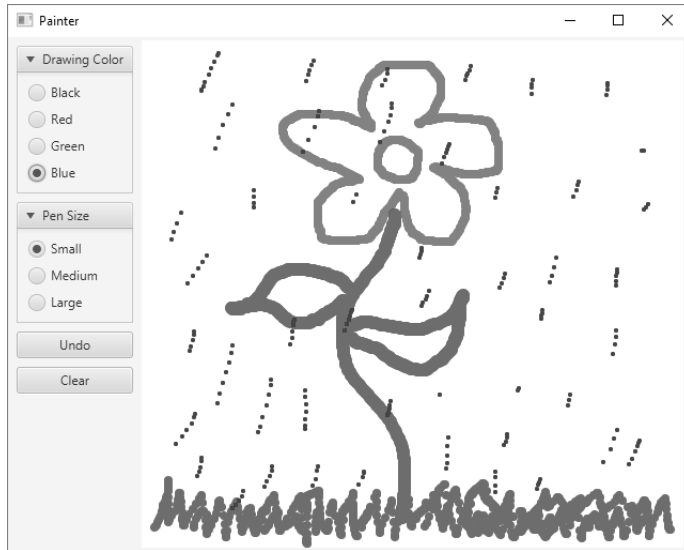 Painter
Drawing Color
Black
Red
Green
Blue
Pen Size
Small
Medium
Large
Undo
Clear